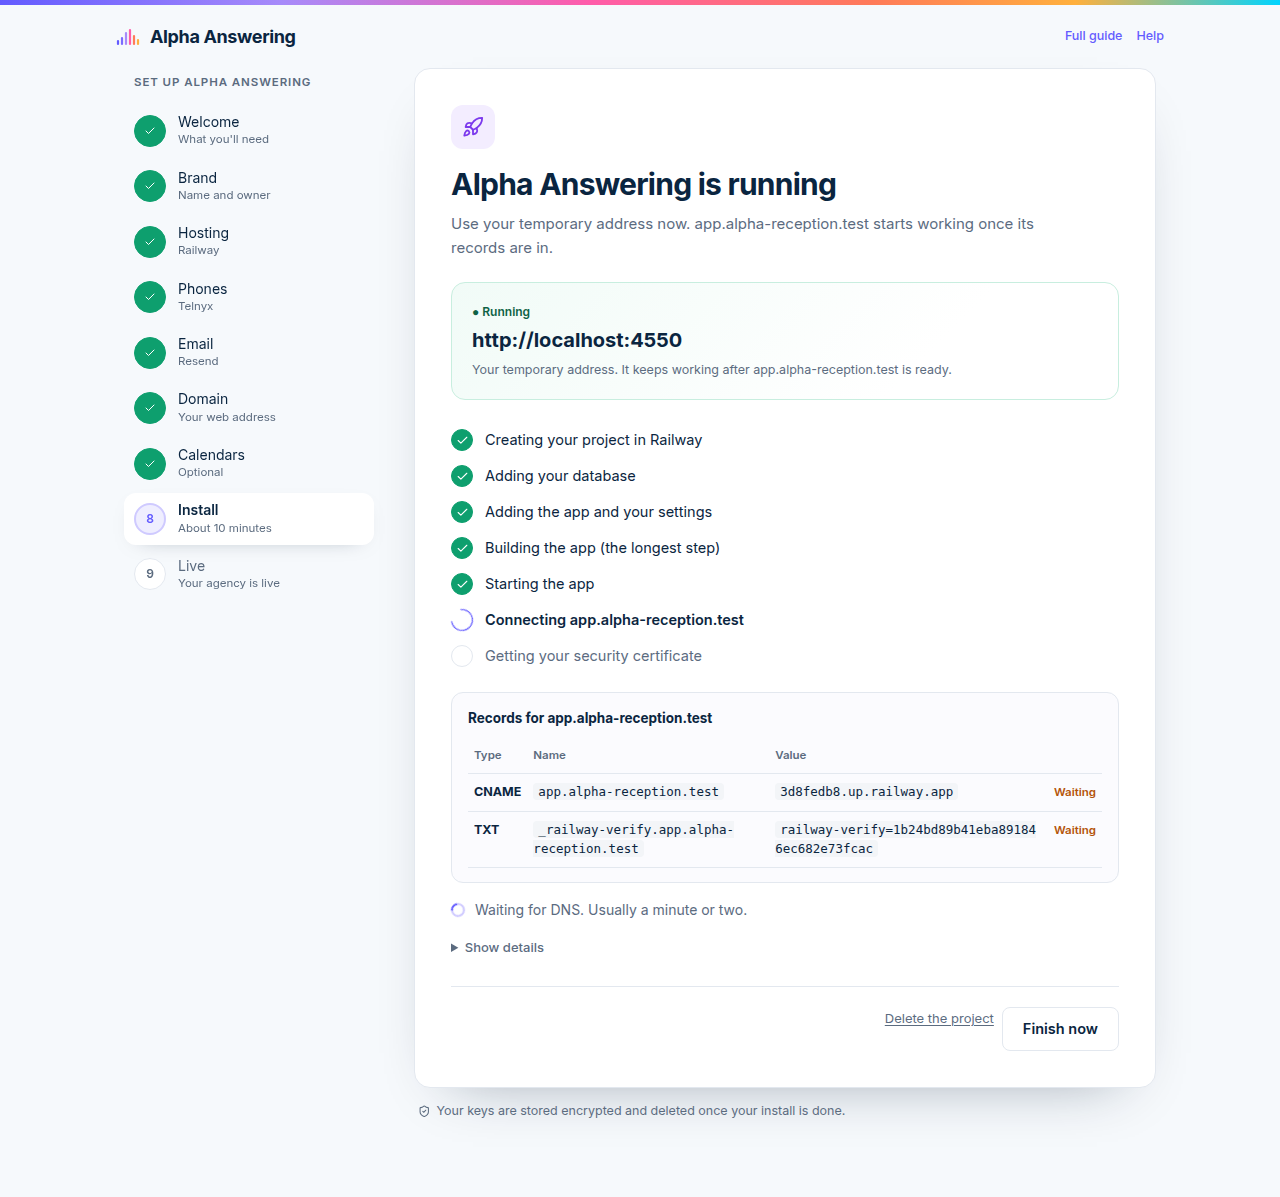 Alpha Answering
Full guide
Help
SET UP ALPHA ANSWERING
Welcome
What you'll need
Brand
Name and owner
Hosting
Railway
Phones
Telnyx
Email
Resend
Domain
Your web address
Calendars
Optional
8
Install
About 10 minutes
9
Live
Your agency is live
Alpha Answering is running
Use your temporary address now. app.alpha-reception.test starts working once its
records are in.
● Running
http://localhost:4550
Your temporary address. It keeps working after app.alpha-reception.test is ready.
Creating your project in Railway
Adding your database
Adding the app and your settings
Building the app (the longest step)
Starting the app
Connecting app.alpha-reception.test
Getting your security certificate
Records for app.alpha-reception.test
Type Name Value
CNAME app.alpha-reception.test 3d8fedb8.up.railway.app Waiting
TXT _railway-verify.app.alpha- railway-verify=1b24bd89b41eba89184 Waiting
reception.test 6ec682e73fcac
Waiting for DNS. Usually a minute or two.
Show details
Delete the project
Finish now
Your keys are stored encrypted and deleted once your install is done.